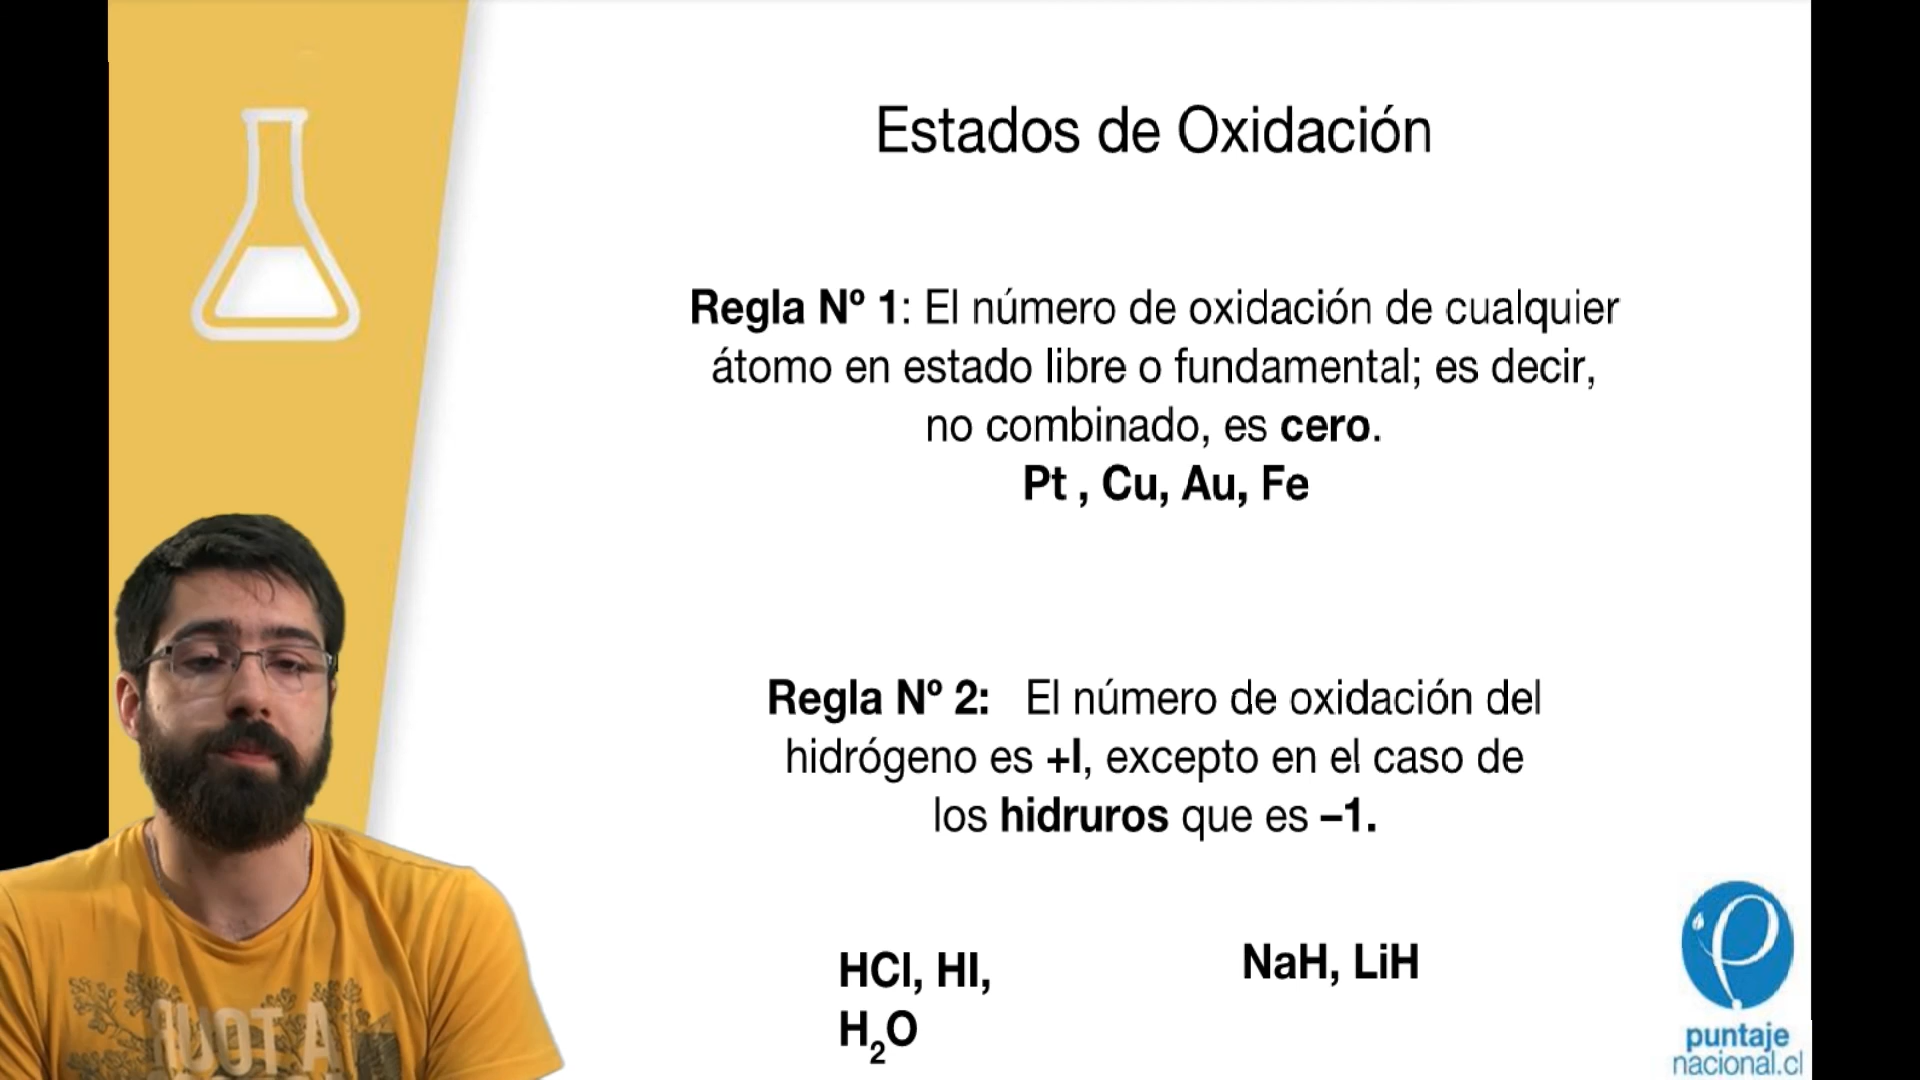 Estados de Oxidación
Regla Nº 1: El número de oxidación de cualquier
átomo en estado libre o fundamental; es decir,
no combinado, es cero.
Pt , Cu, Au, Fe
Regla Nº 2: El número de oxidación del
hidrógeno es +I, excepto en el caso de
los hidruros que es –1.
HCl, HI,
H₂O
NaH, LiH
puntaje
nacional.cl